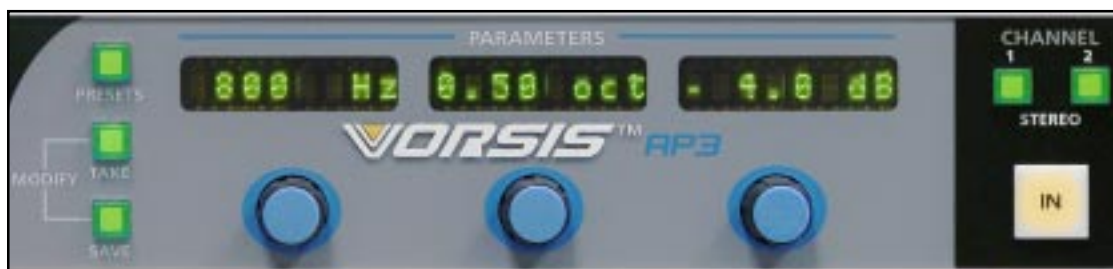 PARAMETERS
CHANNEL
1 2
PRESETS
800 Hz
0.50 oct
- 4.0 dB
STEREO
VORSIS™ AP3
MODIFY
TAKE
SAVE
IN